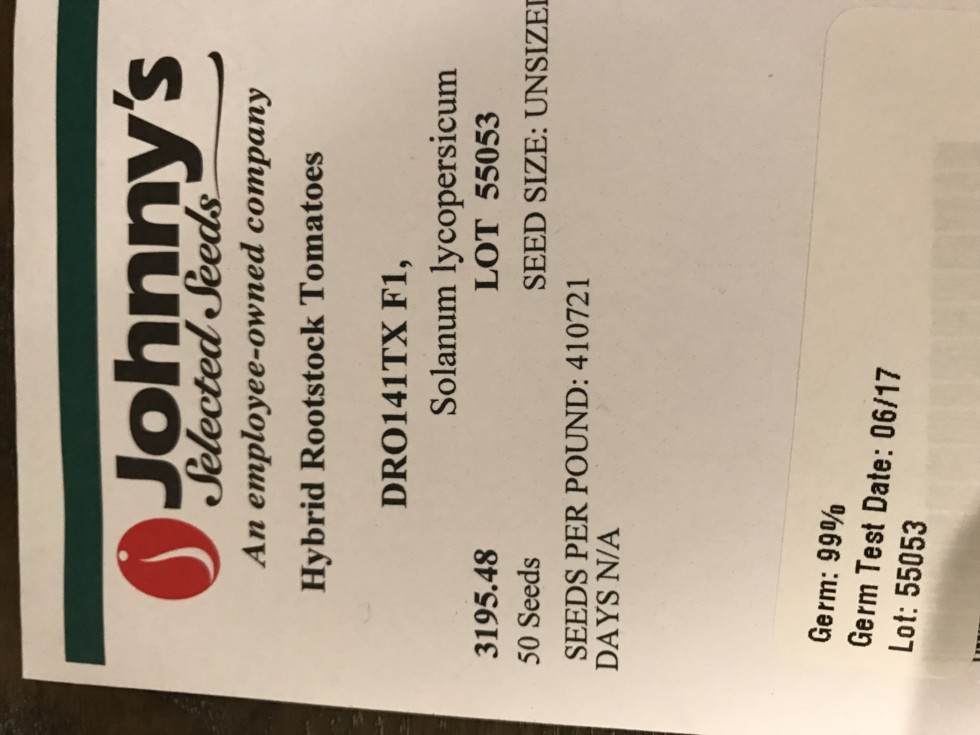 Johnny's
Selected Seeds
An employee-owned company
Hybrid Rootstock Tomatoes
DRO141TX F1,
Solanum lycopersicum
3195.48 LOT 55053
50 Seeds SEED SIZE: UNSIZED
SEEDS PER POUND: 410721
DAYS N/A
Germ: 99%
Germ Test Date: 06/17
Lot: 55053